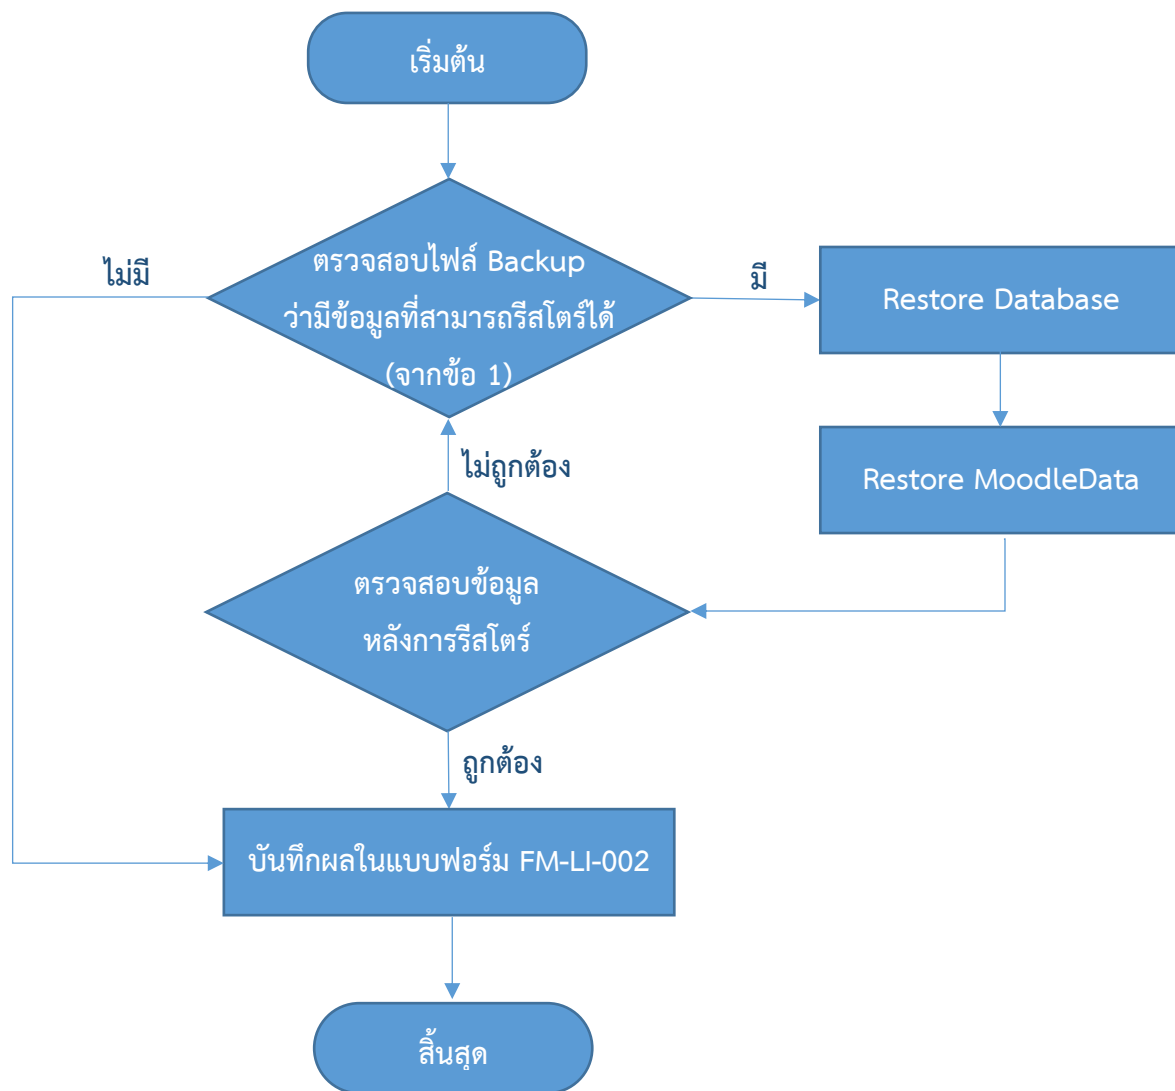 เริ่มต้น
ตรวจสอบไฟล์ Backup
ว่ามีข้อมูลที่สามารถรีสโตร์ได้
(จากข้อ 1)
ไม่มี
มี
Restore Database
Restore MoodleData
ไม่ถูกต้อง
ตรวจสอบข้อมูล
หลังการรีสโตร์
ถูกต้อง
บันทึกผลในแบบฟอร์ม FM-LI-002
สิ้นสุด